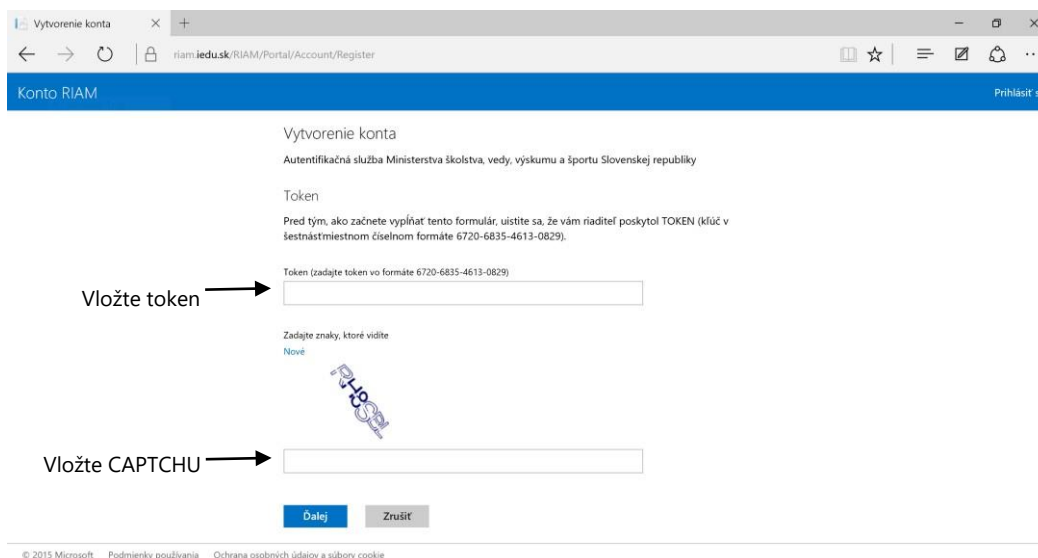 Vytvorenie konta
riam.iedu.sk/RIAM/Portal/Account/Register
Konto RIAM
Prihlásiť s
Vytvorenie konta
Autentifikačná služba Ministerstva školstva, vedy, výskumu a športu Slovenskej republiky
Token
Pred tým, ako začnete vypĺňať tento formulár, uistite sa, že vám riaditeľ poskytol TOKEN (kľúč v
šestnásťmiestnom číselnom formáte 6720-6835-4613-0829).
Token (zadajte token vo formáte 6720-6835-4613-0829)
Vložte token
Zadajte znaky, ktoré vidíte
Nové
Vložte CAPTCHU
Ďalej Zrušiť
© 2015 Microsoft Podmienky používania Ochrana osobných údajov a súbory cookie